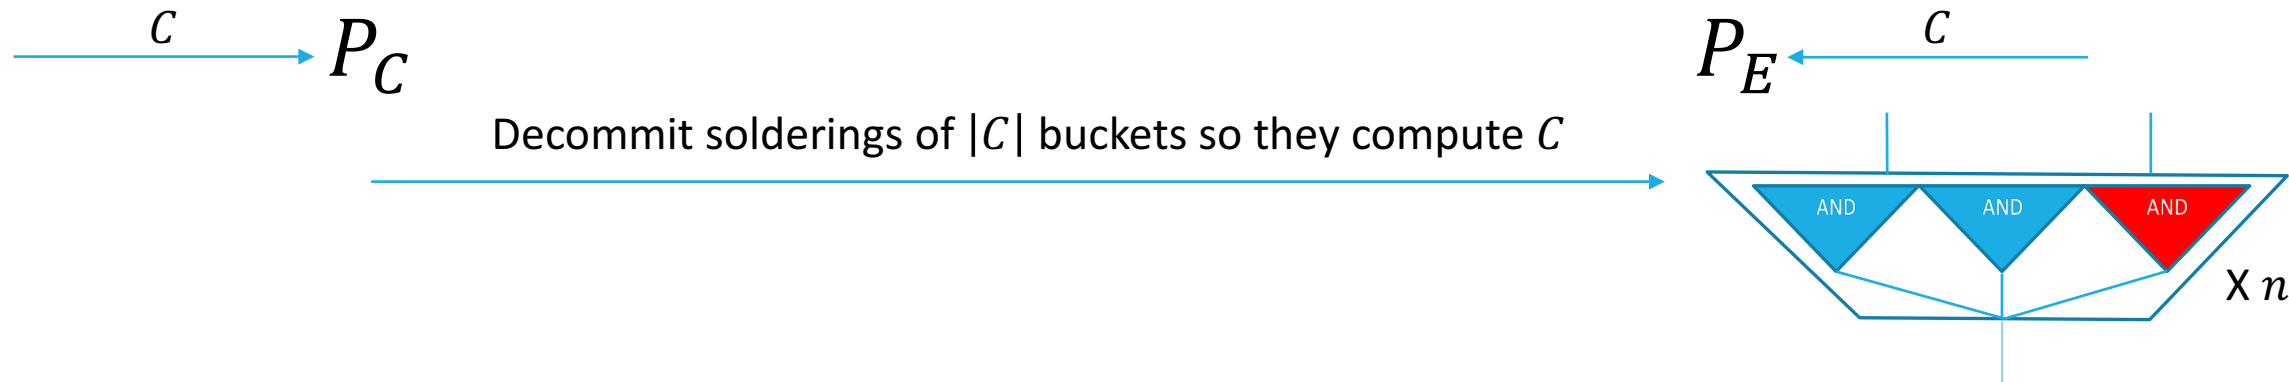 C
P_C
P_E
C
Decommit solderings of |C| buckets so they compute C
AND AND AND
X n